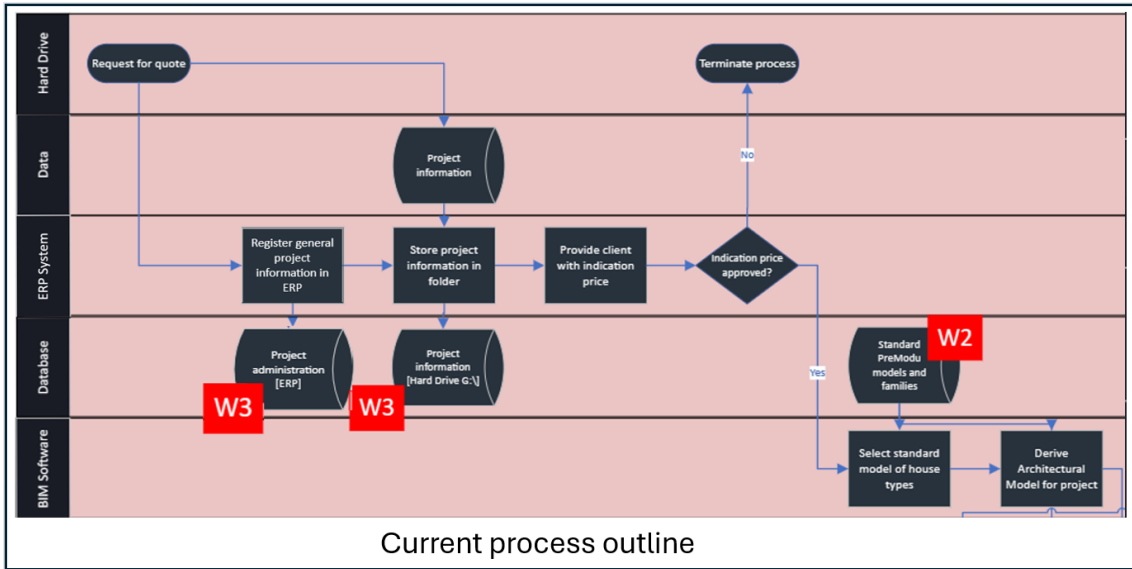 Hard Drive
Request for quote
Terminate process
Data
Project
information
No
ERP System
Register general
project
information in
ERP
Store project
information in
folder
Provide client
with indication
price
Indication price
approved?
Database
Project
administration
[ERP]
W3
Project
information
[Hard Drive G:\]
W3
Yes
Standard
PreModu
models and
families
W2
BIM Software
Select standard
model of house
types
Derive
Architectural
Model for project
Current process outline